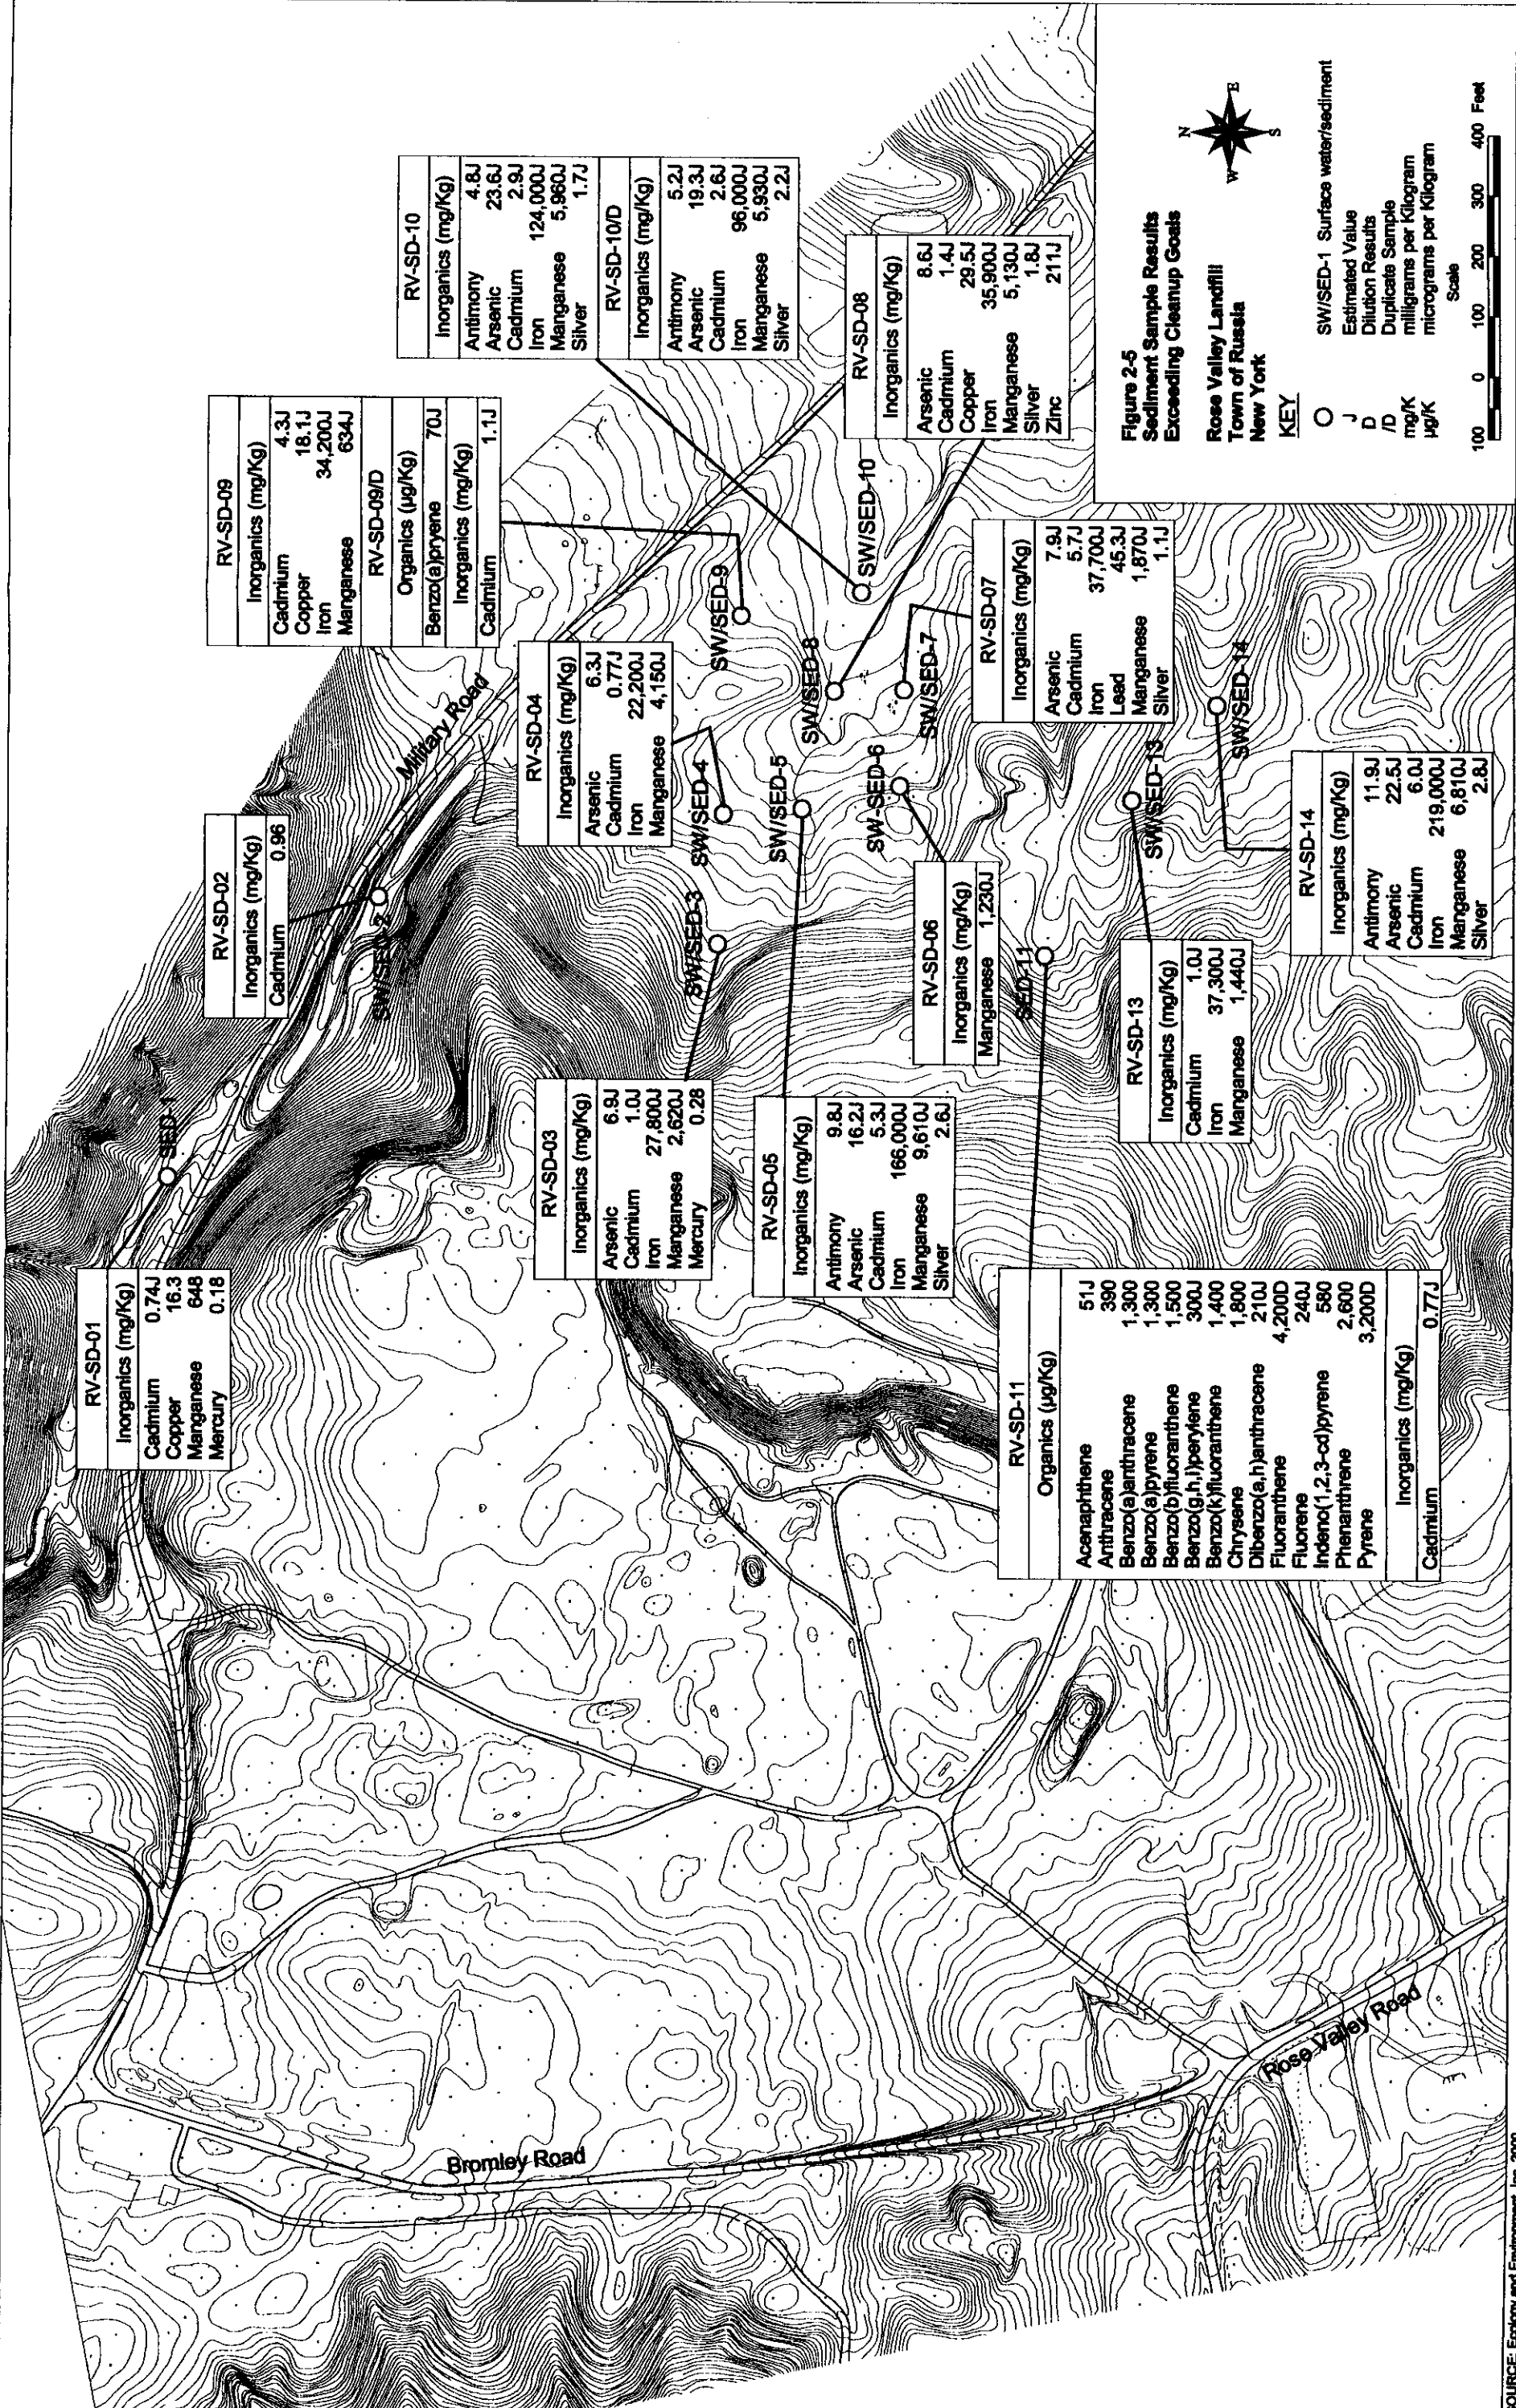 RV-SD-01
Inorganics (mg/Kg)
Cadmium 0.74J
Copper 16.3
Manganese 648
Mercury 0.18
SED-1
RV-SD-02
Inorganics (mg/Kg)
Cadmium 0.96
SW/SED-2
Military Road
RV-SD-09
Inorganics (mg/Kg)
Cadmium 4.3J
Copper 18.1J
Iron 34,200J
Manganese 634J
RV-SD-09/D
Organics (µg/Kg)
Benzo(a)pryene 70J
Inorganics (mg/Kg)
Cadmium 1.1J
RV-SD-10
Inorganics (mg/Kg)
Antimony 4.8J
Arsenic 23.6J
Cadmium 2.9J
Iron 124,000J
Manganese 5,960J
Silver 1.7J
RV-SD-10/D
Inorganics (mg/Kg)
Antimony 5.2J
Arsenic 19.3J
Cadmium 2.6J
Iron 96,000J
Manganese 5,930J
Silver 2.2J
Bromley Road
RV-SD-03
Inorganics (mg/Kg)
Arsenic 6.9J
Cadmium 1.0J
Iron 27,800J
Manganese 2,620J
Mercury 0.28
SW/SED-3
RV-SD-04
Inorganics (mg/Kg)
Arsenic 6.3J
Cadmium 0.77J
Iron 22,200J
Manganese 4,150J
SW/SED-4
SW/SED-9
RV-SD-05
Inorganics (mg/Kg)
Antimony 9.8J
Arsenic 16.2J
Cadmium 5.3J
Iron 166,000J
Manganese 9,610J
Silver 2.6J
SW/SED-5
SW/SED-8
SW/SED-10
RV-SD-08
Inorganics (mg/Kg)
Arsenic 8.6J
Cadmium 1.4J
Copper 29.5J
Iron 35,900J
Manganese 5,130J
Silver 1.8J
Zinc 211J
SW-SED-6
SW/SED-7
RV-SD-06
Inorganics (mg/Kg)
Manganese 1,230J
RV-SD-07
Inorganics (mg/Kg)
Arsenic 7.9J
Cadmium 5.7J
Iron 37,700J
Lead 45.3J
Manganese 1,870J
Silver 1.1J
SED-11
RV-SD-11
Organics (µg/Kg)
Acenaphthene 51J
Anthracene 390
Benzo(a)anthracene 1,300
Benzo(a)pyrene 1,300
Benzo(b)fluoranthene 1,500
Benzo(g,h,i)perylene 300J
Benzo(k)fluoranthene 1,400
Chrysene 1,800
Dibenzo(a,h)anthracene 210J
Fluoranthene 4,200D
Fluorene 240J
Indeno(1,2,3-cd)pyrene 580
Phenanthrene 2,600
Pyrene 3,200D
Inorganics (mg/Kg)
Cadmium 0.77J
RV-SD-13
Inorganics (mg/Kg)
Cadmium 1.0J
Iron 37,300J
Manganese 1,440J
SW/SED-13
SW/SED-14
RV-SD-14
Inorganics (mg/Kg)
Antimony 11.9J
Arsenic 22.5J
Cadmium 6.0J
Iron 219,000J
Manganese 6,810J
Silver 2.8J
Rose Valley Road
Figure 2-5
Sediment Sample Results
Exceeding Cleanup Goals
Rose Valley Landfill
Town of Russia
New York
N
W E
S
KEY
SW/SED-1 Surface water/sediment
J Estimated Value
D Dilution Results
/D Duplicate Sample
mg/K milligrams per Kilogram
µg/K micrograms per Kilogram
Scale
100 0 100 200 300 400 Feet
SOURCE: Ecology and Environment, Inc. 2000